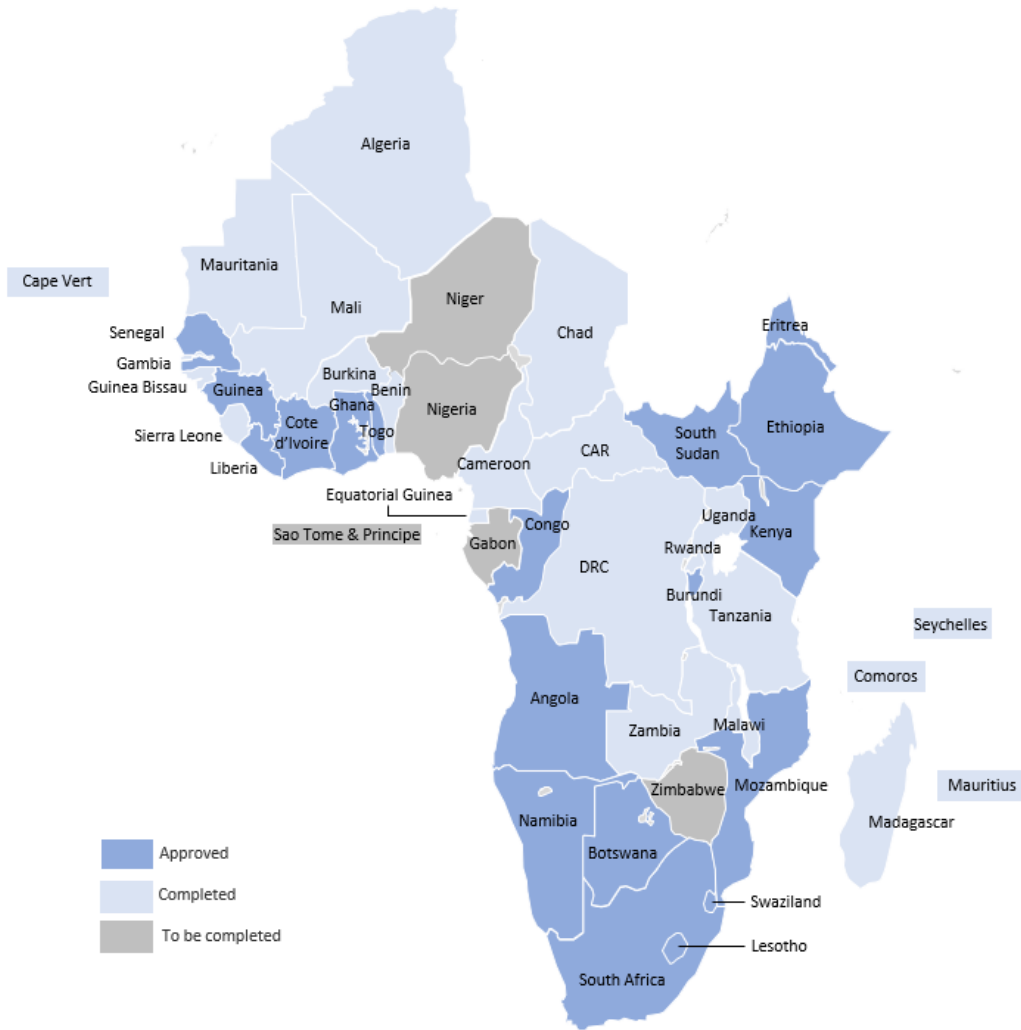 Algeria
Mauritania
Cape Vert
Niger
Mali
Senegal
Eritrea
Chad
Gambia
Burkina
Guinea Bissau
Guinea
Benin
Ghana
Nigeria
Cote
d'Ivoire
Togo
Ethiopia
South
Sudan
Sierra Leone
CAR
Liberia
Cameroon
Equatorial Guinea
Uganda
Congo
Kenya
Sao Tome & Principe
Gabon
Rwanda
DRC
Burundi
Tanzania
Seychelles
Comoros
Angola
Malawi
Zambia
Mozambique
Mauritius
Zimbabwe
Namibia
Madagascar
Botswana
Approved
Completed
Swaziland
To be completed
Lesotho
South Africa